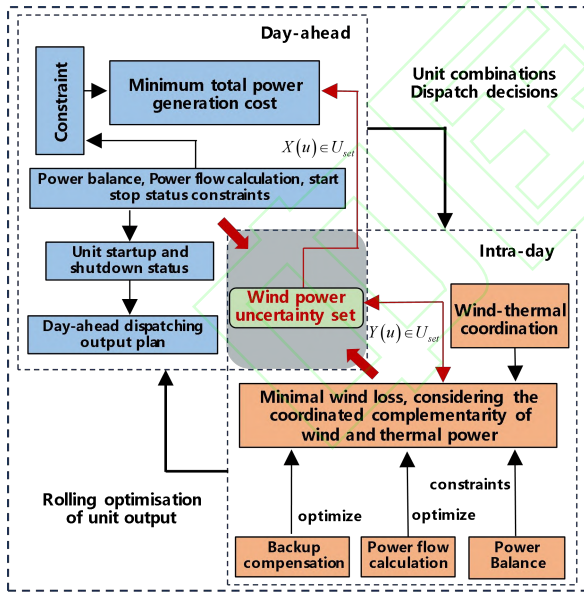 Day-ahead
Constraint
Minimum total power
generation cost
Unit combinations
Dispatch decisions
X(u)∈U_set
Power balance, Power flow calculation, start
stop status constraints
Unit startup and
shutdown status
Intra-day
Wind power
uncertainty set
Wind-thermal
coordination
Day-ahead dispatching
output plan
Y(u)∈U_set
Minimal wind loss, considering the
coordinated complementarity of
wind and thermal power
Rolling optimisation
of unit output
constraints
optimize
optimize
Backup
compensation
Power flow
calculation
Power
Balance